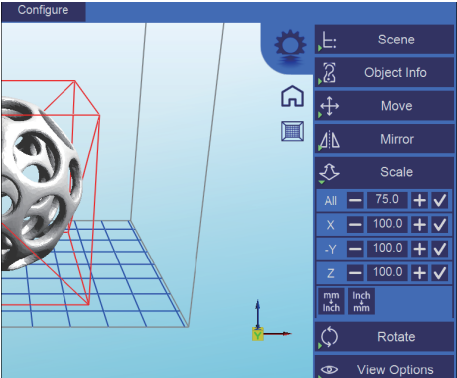 Configure
Scene
Object Info
Move
Mirror
Scale
All 75.0
X 100.0
-Y 100.0
Z 100.0
mm Inch
Inch mm
Rotate
View Options
Y